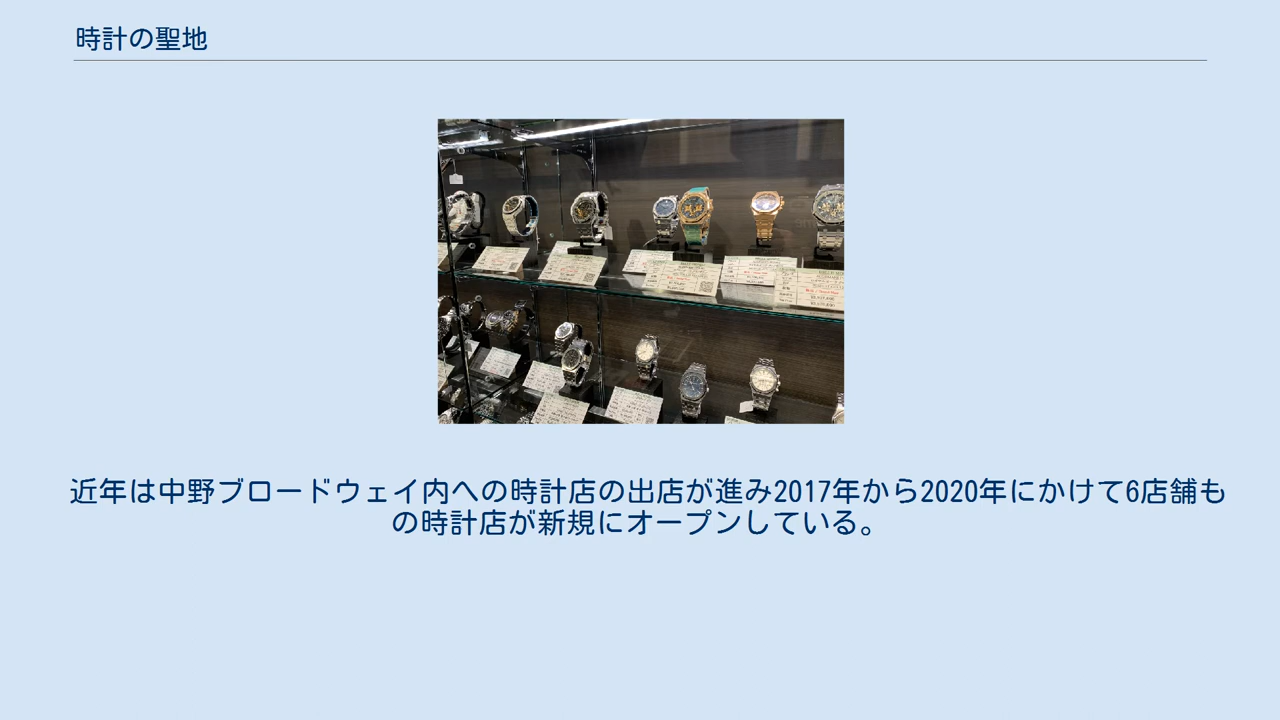 時計の聖地
近年は中野ブロードウェイ内への時計店の出店が進み2017年から2020年にかけて6店舗も
の時計店が新規にオープンしている。